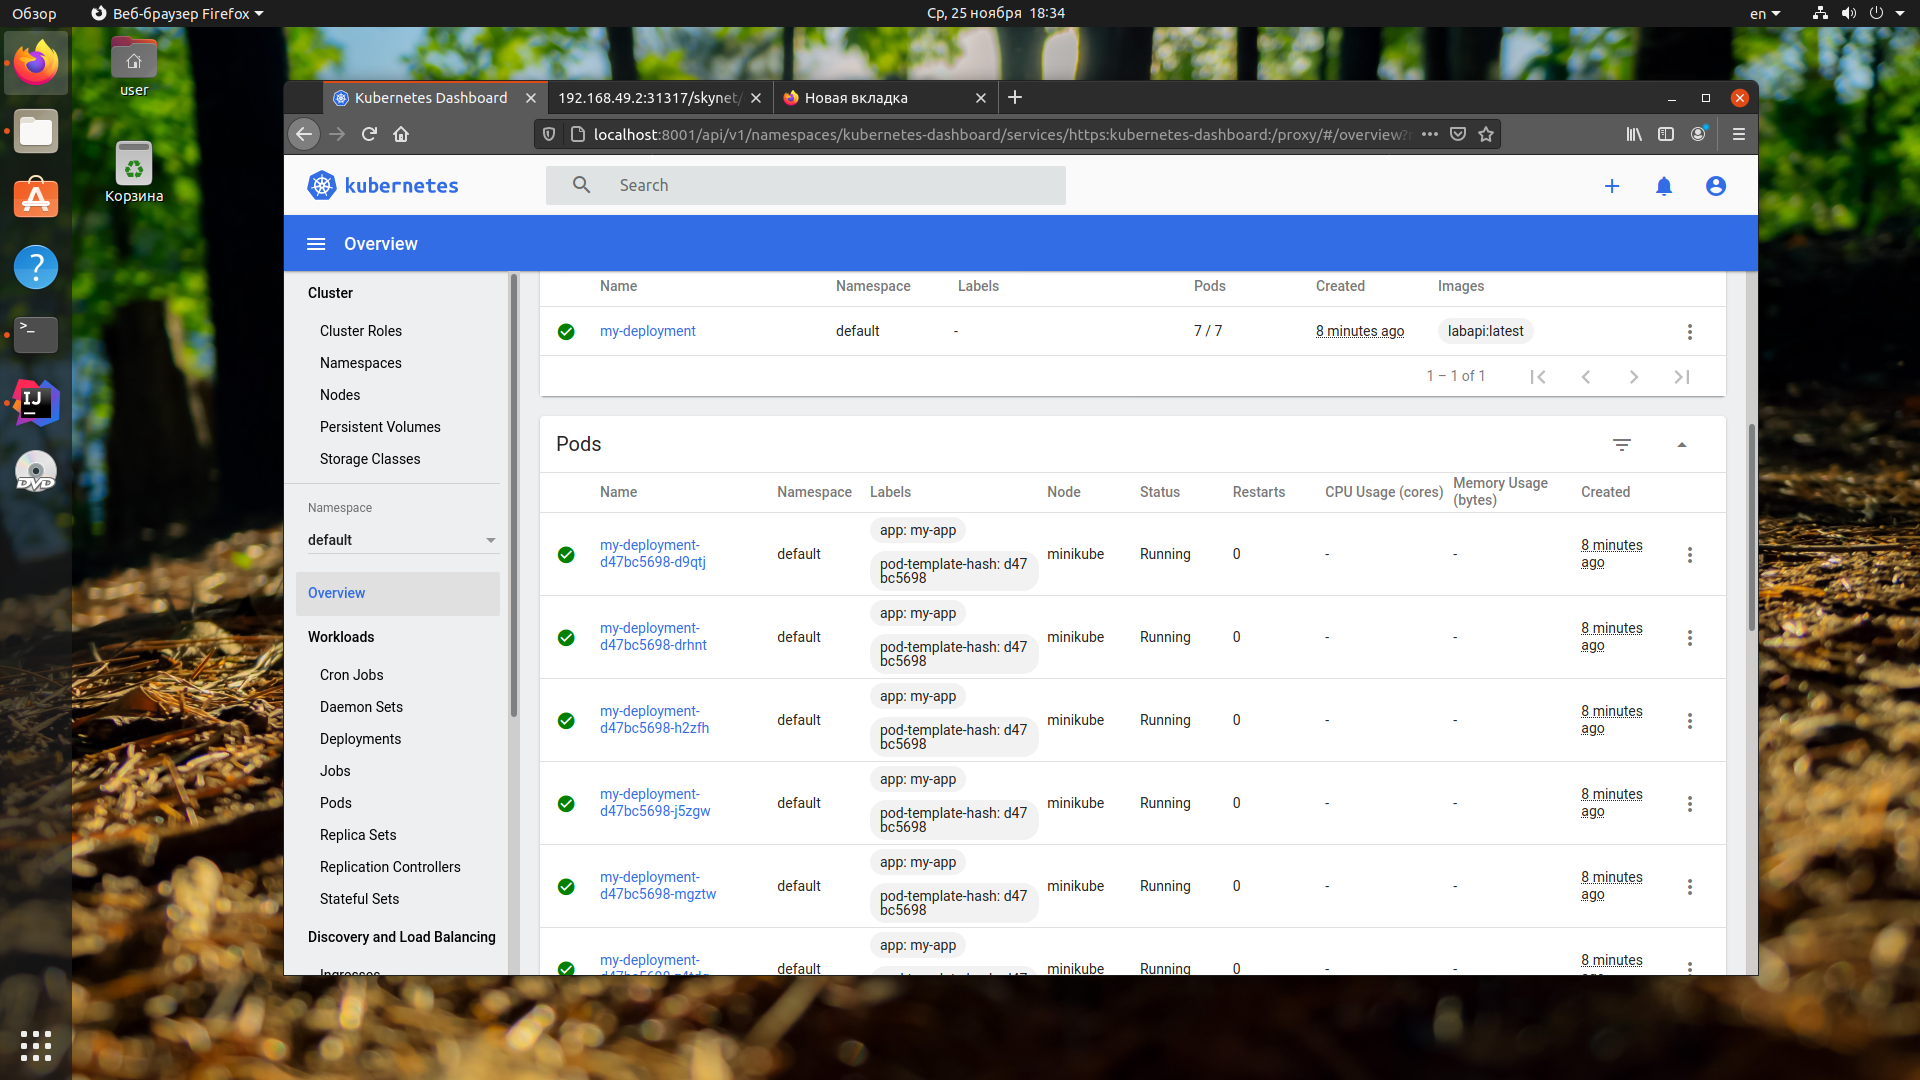 Обзор
Веб-браузер Firefox
Ср, 25 ноября 18:34
en
user
Корзина
DVD
IJ
Kubernetes Dashboard
192.168.49.2:31317/skynet/
Новая вкладка
localhost:8001/api/v1/namespaces/kubernetes-dashboard/services/https:kubernetes-dashboard:/proxy/#/overview?
kubernetes
Search
Overview
Cluster
Cluster Roles
Namespaces
Nodes
Persistent Volumes
Storage Classes
Namespace
default
Overview
Workloads
Cron Jobs
Daemon Sets
Deployments
Jobs
Pods
Replica Sets
Replication Controllers
Stateful Sets
Discovery and Load Balancing
Ingresses
Name Namespace Labels Pods Created Images
my-deployment default - 7 / 7 8 minutes ago labapi:latest
1 – 1 of 1
Pods
Name Namespace Labels Node Status Restarts CPU Usage (cores) Memory Usage (bytes) Created
my-deployment-d47bc5698-d9qtj default app: my-app pod-template-hash: d47bc5698 minikube Running 0 - - 8 minutes ago
my-deployment-d47bc5698-drhnt default app: my-app pod-template-hash: d47bc5698 minikube Running 0 - - 8 minutes ago
my-deployment-d47bc5698-h2zfh default app: my-app pod-template-hash: d47bc5698 minikube Running 0 - - 8 minutes ago
my-deployment-d47bc5698-j5zgw default app: my-app pod-template-hash: d47bc5698 minikube Running 0 - - 8 minutes ago
my-deployment-d47bc5698-mgztw default app: my-app pod-template-hash: d47bc5698 minikube Running 0 - - 8 minutes ago
my-deployment- default app: my-app minikube Running 0 - - 8 minutes